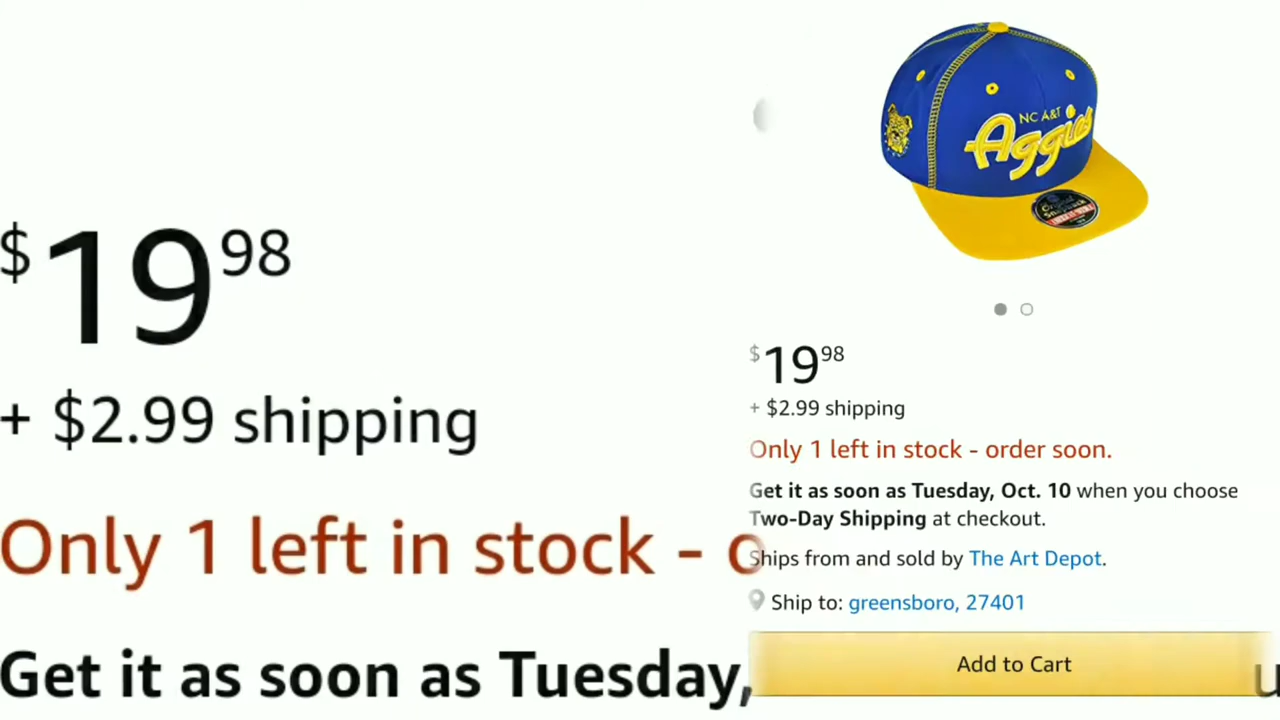 $19 98
+ $2.99 shipping
Only 1 left in stock - o
Get it as soon as Tuesday,
NC A&T
Aggies
Original
Snapback
$19 98
+ $2.99 shipping
Only 1 left in stock - order soon.
Get it as soon as Tuesday, Oct. 10 when you choose
Two-Day Shipping at checkout.
Ships from and sold by The Art Depot.
Ship to: greensboro, 27401
Add to Cart